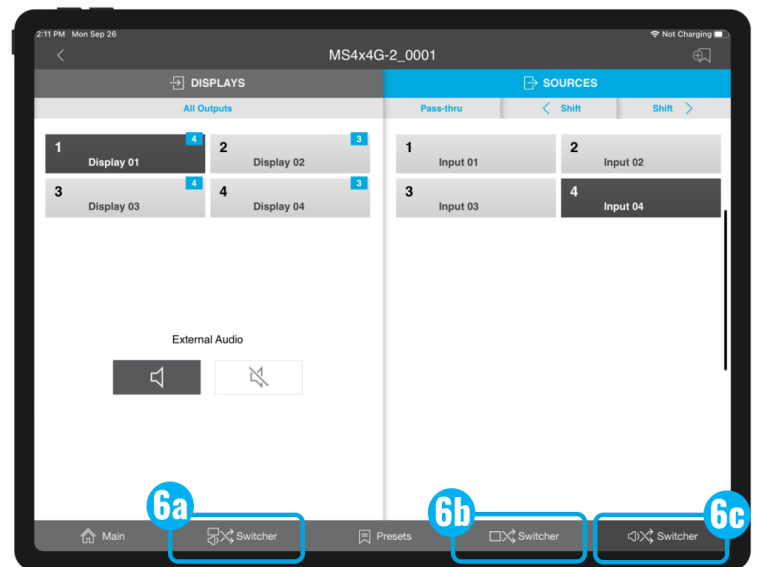 2:11 PM Mon Sep 26
Not Charging
MS4x4G-2_0001
DISPLAYS
SOURCES
All Outputs
Pass-thru
Shift
Shift
1
4
Display 01
2
3
Display 02
3
4
Display 03
4
3
Display 04
1
Input 01
2
Input 02
3
Input 03
4
Input 04
External Audio
6a
6b
6c
Main
Switcher
Presets
Switcher
Switcher